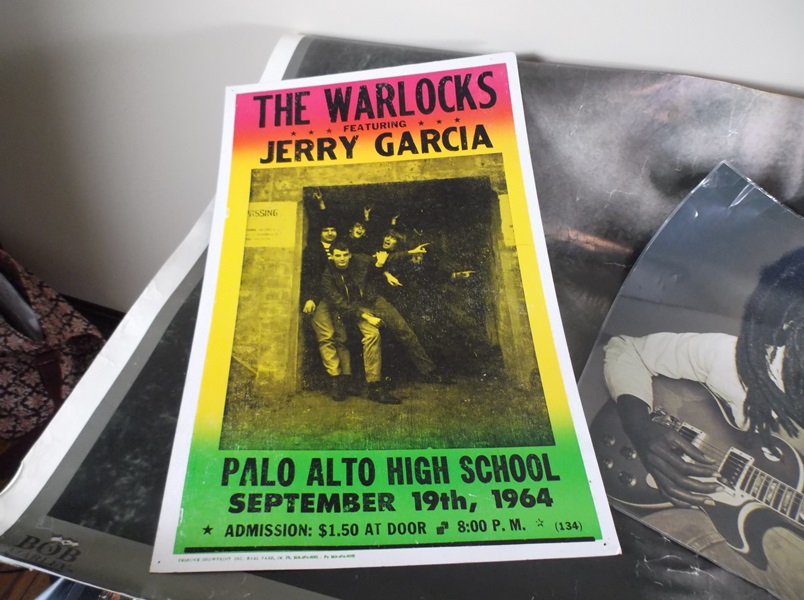 THE WARLOCKS
★ ★ ★ FEATURING ★ ★ ★
JERRY GARCIA
PALO ALTO HIGH SCHOOL
SEPTEMBER 19th, 1964
★ ADMISSION: $1.50 AT DOOR 8:00 P. M. ☆ (134)
BOB